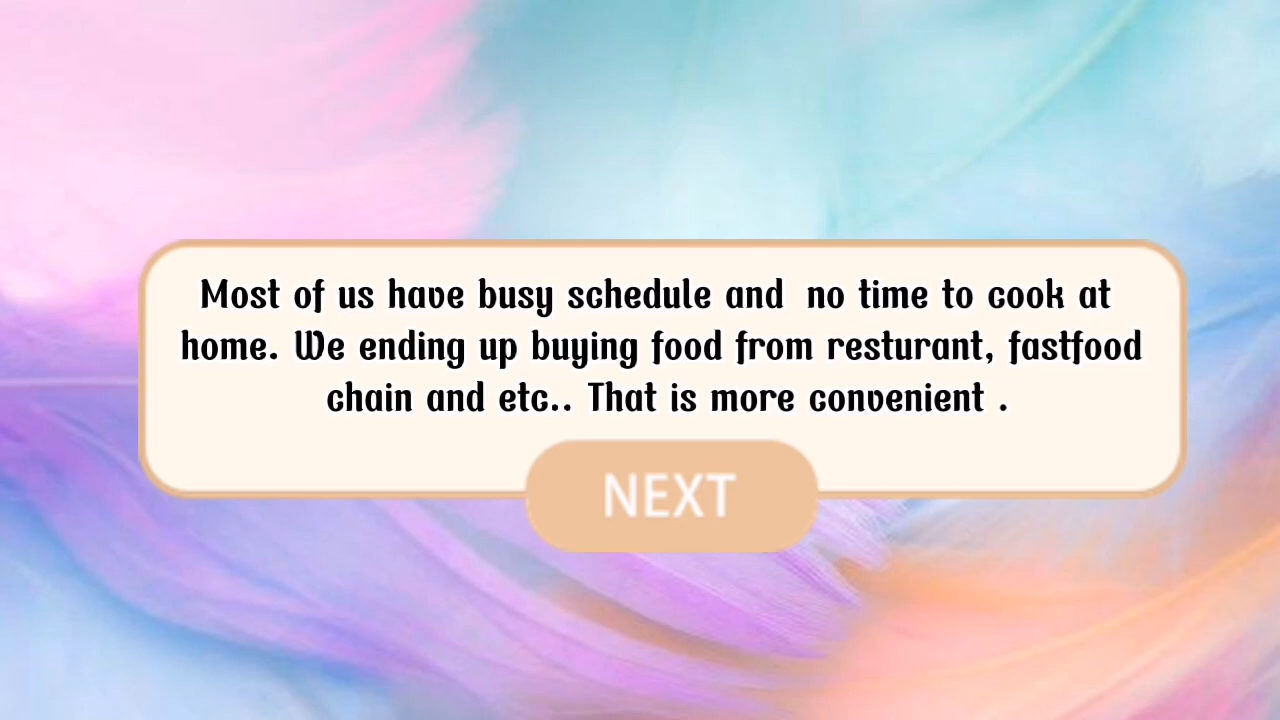 Most of us have busy schedule and no time to cook at
home. We ending up buying food from resturant, fastfood
chain and etc.. That is more convenient .
NEXT